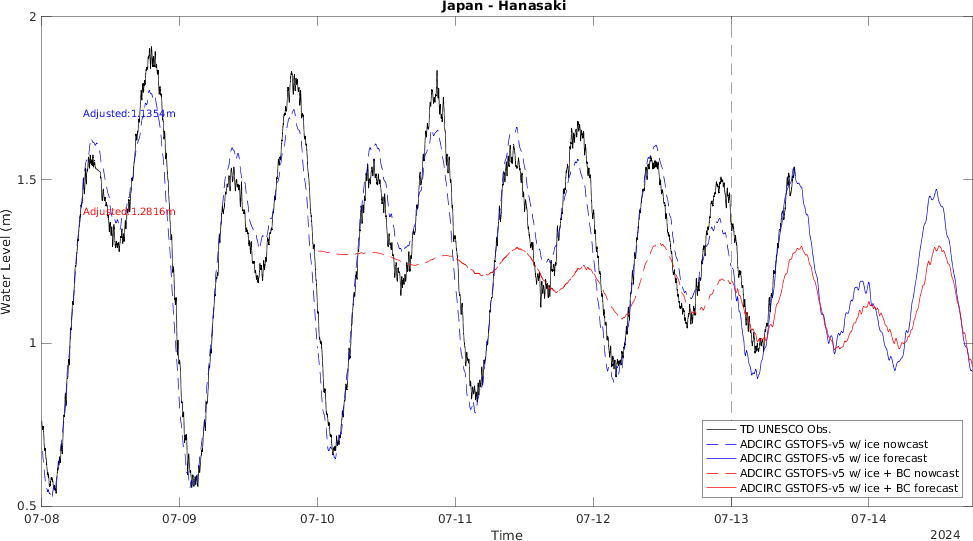 Japan - Hanasaki
2
1.5
1
0.5
Water Level (m)
Adjusted:1.1354m
Adjusted:1.2816m
TD UNESCO Obs.
ADCIRC GSTOFS-v5 w/ ice nowcast
ADCIRC GSTOFS-v5 w/ ice forecast
ADCIRC GSTOFS-v5 w/ ice + BC nowcast
ADCIRC GSTOFS-v5 w/ ice + BC forecast
07-08 07-09 07-10 07-11 07-12 07-13 07-14
Time
2024